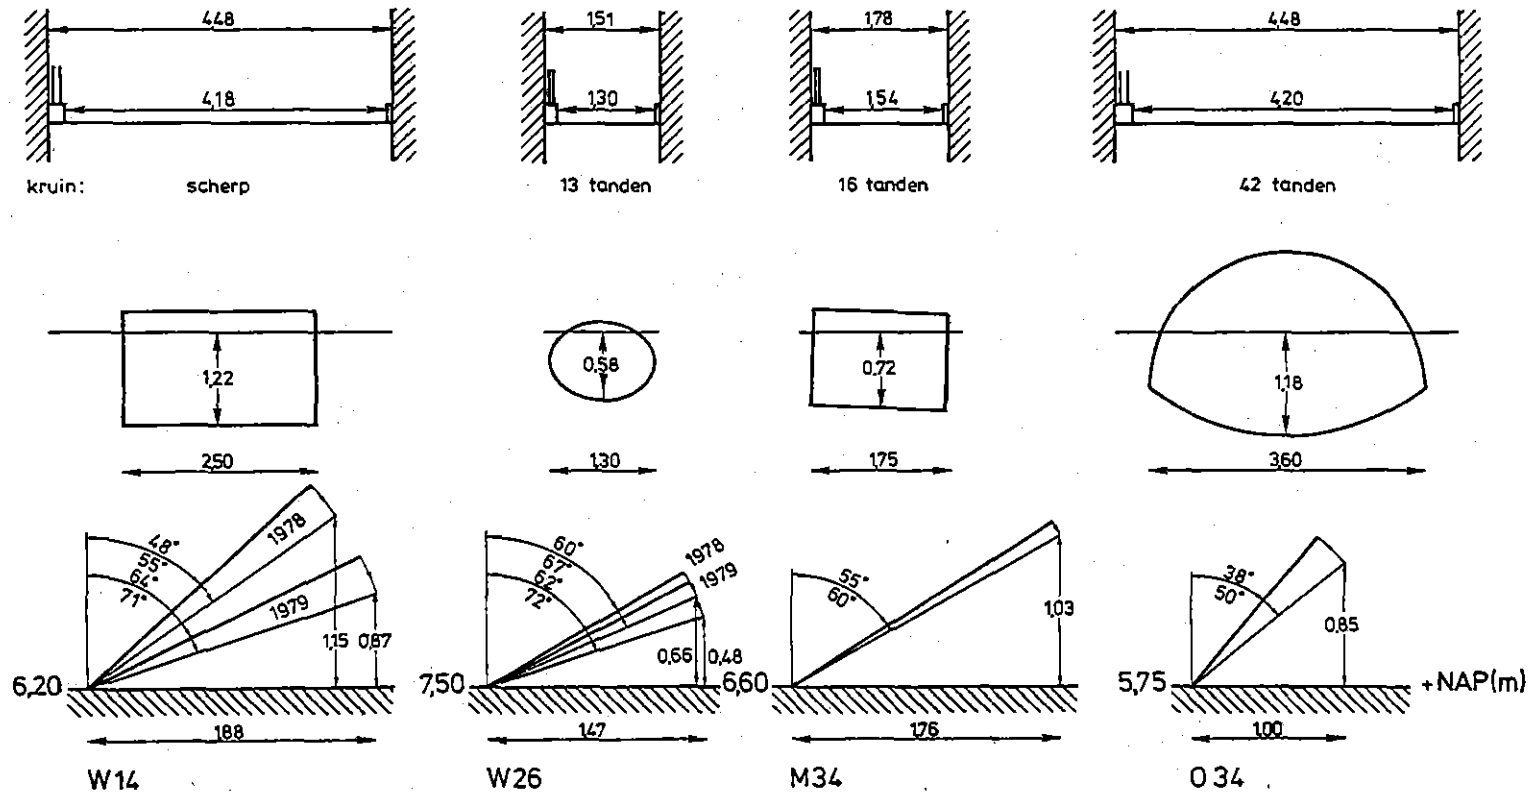 4,48 1,51 1,78 4,48
4,18 1,30 1,54 4,20
kruin: scherp 13 tanden 16 tanden 42 tanden
1,22 0,58 0,72 1,18
2,50 1,30 1,75 3,60
48° 1978 60° 1978 55° 38°
55° 67° 1979 60° 50°
64° 62°
71° 1979 72°
1,15 0,87 0,66 0,48 1,03 0,85
6,20 7,50 6,60 5,75 +NAP(m)
1,88 1,47 1,76 1,00
W14 W26 M34 O34